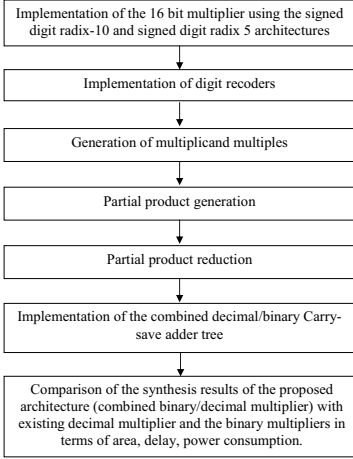 Implementation of the 16 bit multiplier using the signed
digit radix-10 and signed digit radix 5 architectures
Implementation of digit recoders
Generation of multiplicand multiples
Partial product generation
Partial product reduction
Implementation of the combined decimal/binary Carry-
save adder tree
Comparison of the synthesis results of the proposed
architecture (combined binary/decimal multiplier) with
existing decimal multiplier and the binary multipliers in
terms of area, delay, power consumption.